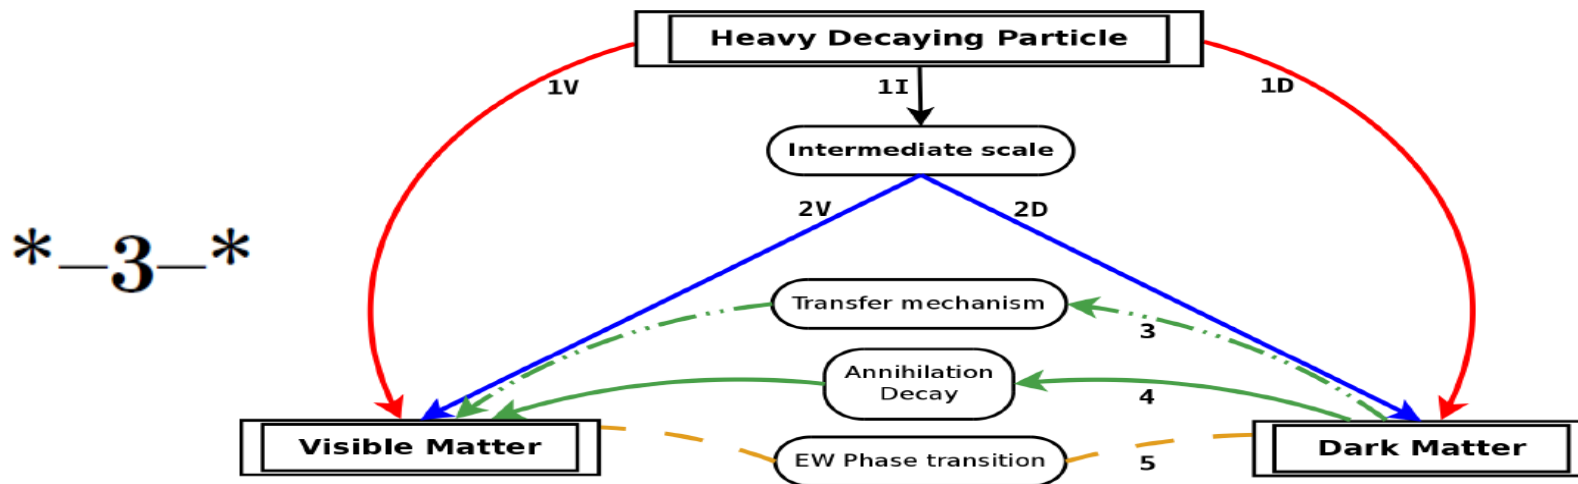 Heavy Decaying Particle
1V
1I
1D
Intermediate scale
2V
2D
*–3–*
Transfer mechanism
3
Annihilation
Decay
4
Visible Matter
EW Phase transition
5
Dark Matter